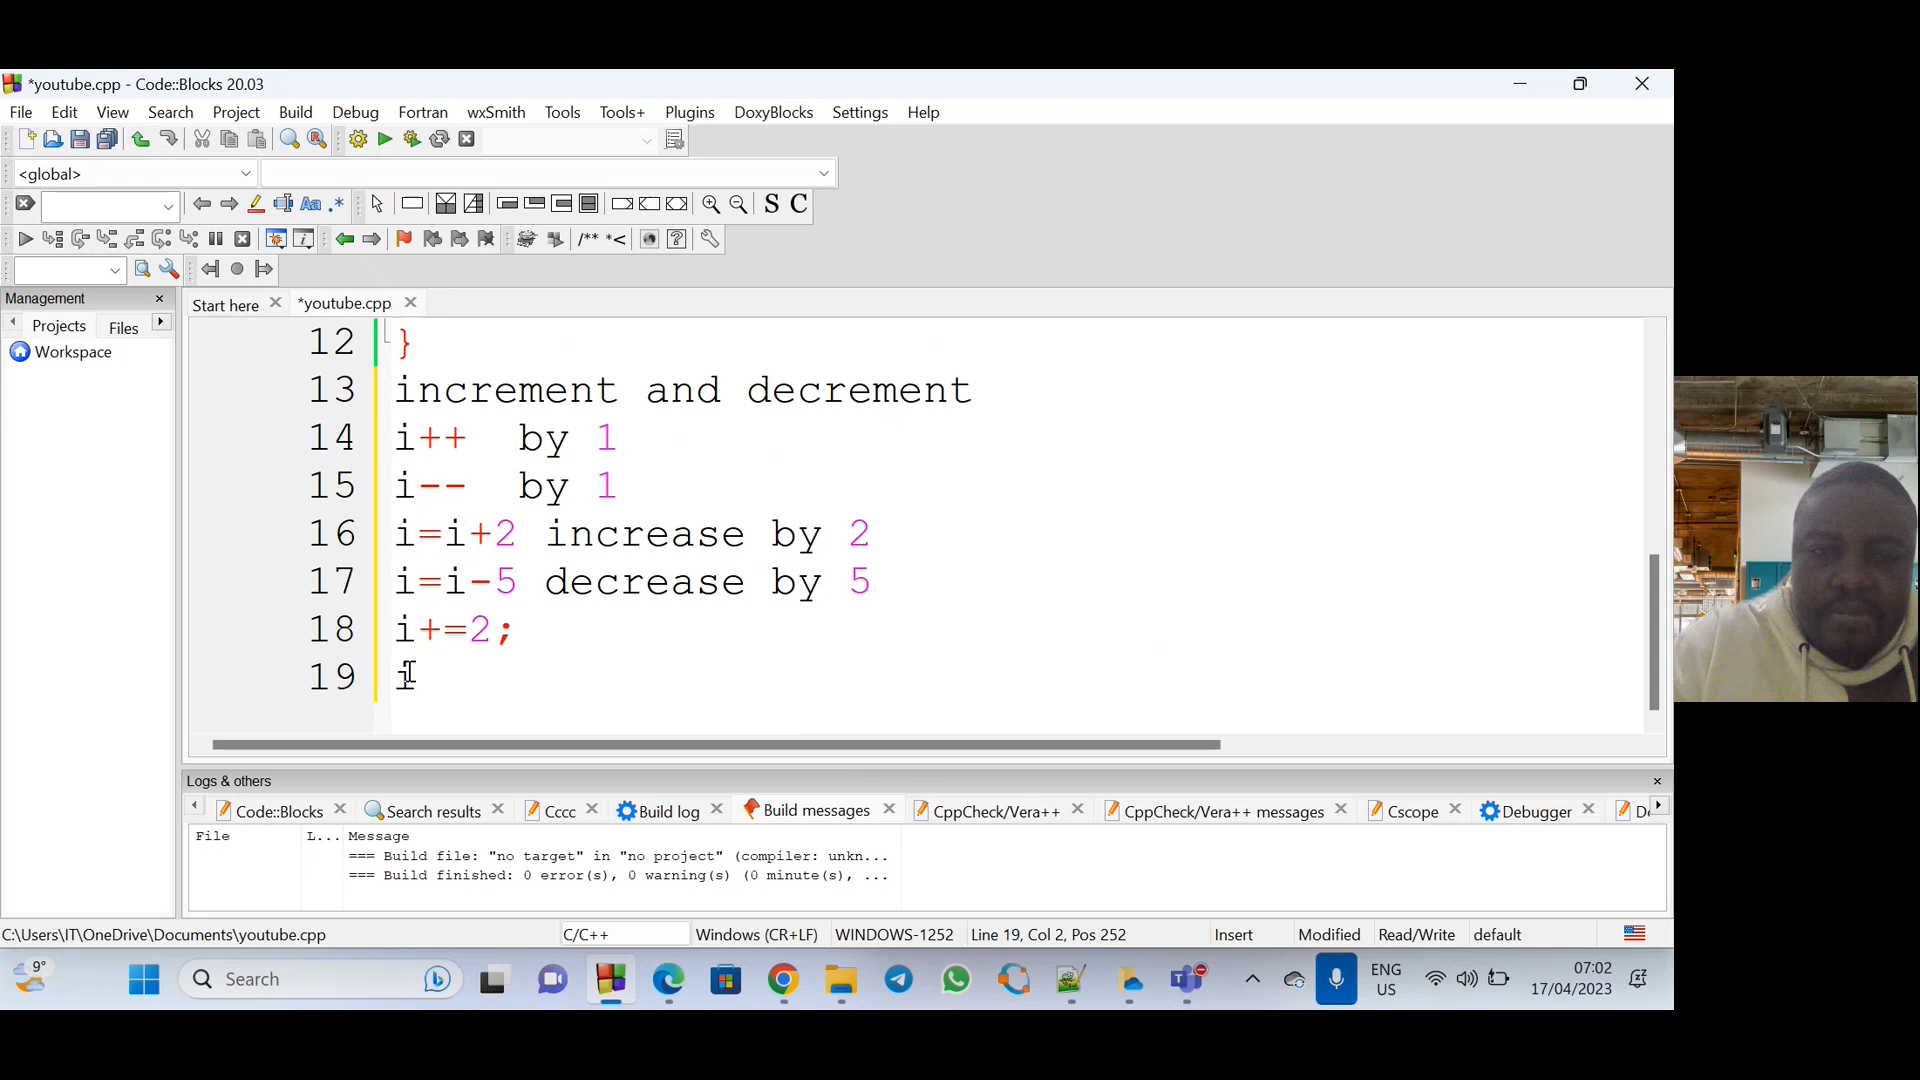 *youtube.cpp - Code::Blocks 20.03
File Edit View Search Project Build Debug Fortran wxSmith Tools Tools+ Plugins DoxyBlocks Settings Help
<global>
Aa .* S C
/** *<
Management
Projects Files
Workspace
Start here *youtube.cpp
12 }
13 increment and decrement
14 i++ by 1
15 i-- by 1
16 i=i+2 increase by 2
17 i=i-5 decrease by 5
18 i+=2;
19 i
Logs & others
Code::Blocks Search results Cccc Build log Build messages CppCheck/Vera++ CppCheck/Vera++ messages Cscope Debugger
File L... Message
=== Build file: "no target" in "no project" (compiler: unkn...
=== Build finished: 0 error(s), 0 warning(s) (0 minute(s), ...
C:\Users\IT\OneDrive\Documents\youtube.cpp C/C++ Windows (CR+LF) WINDOWS-1252 Line 19, Col 2, Pos 252 Insert Modified Read/Write default
9° Search ENG US 07:02 17/04/2023